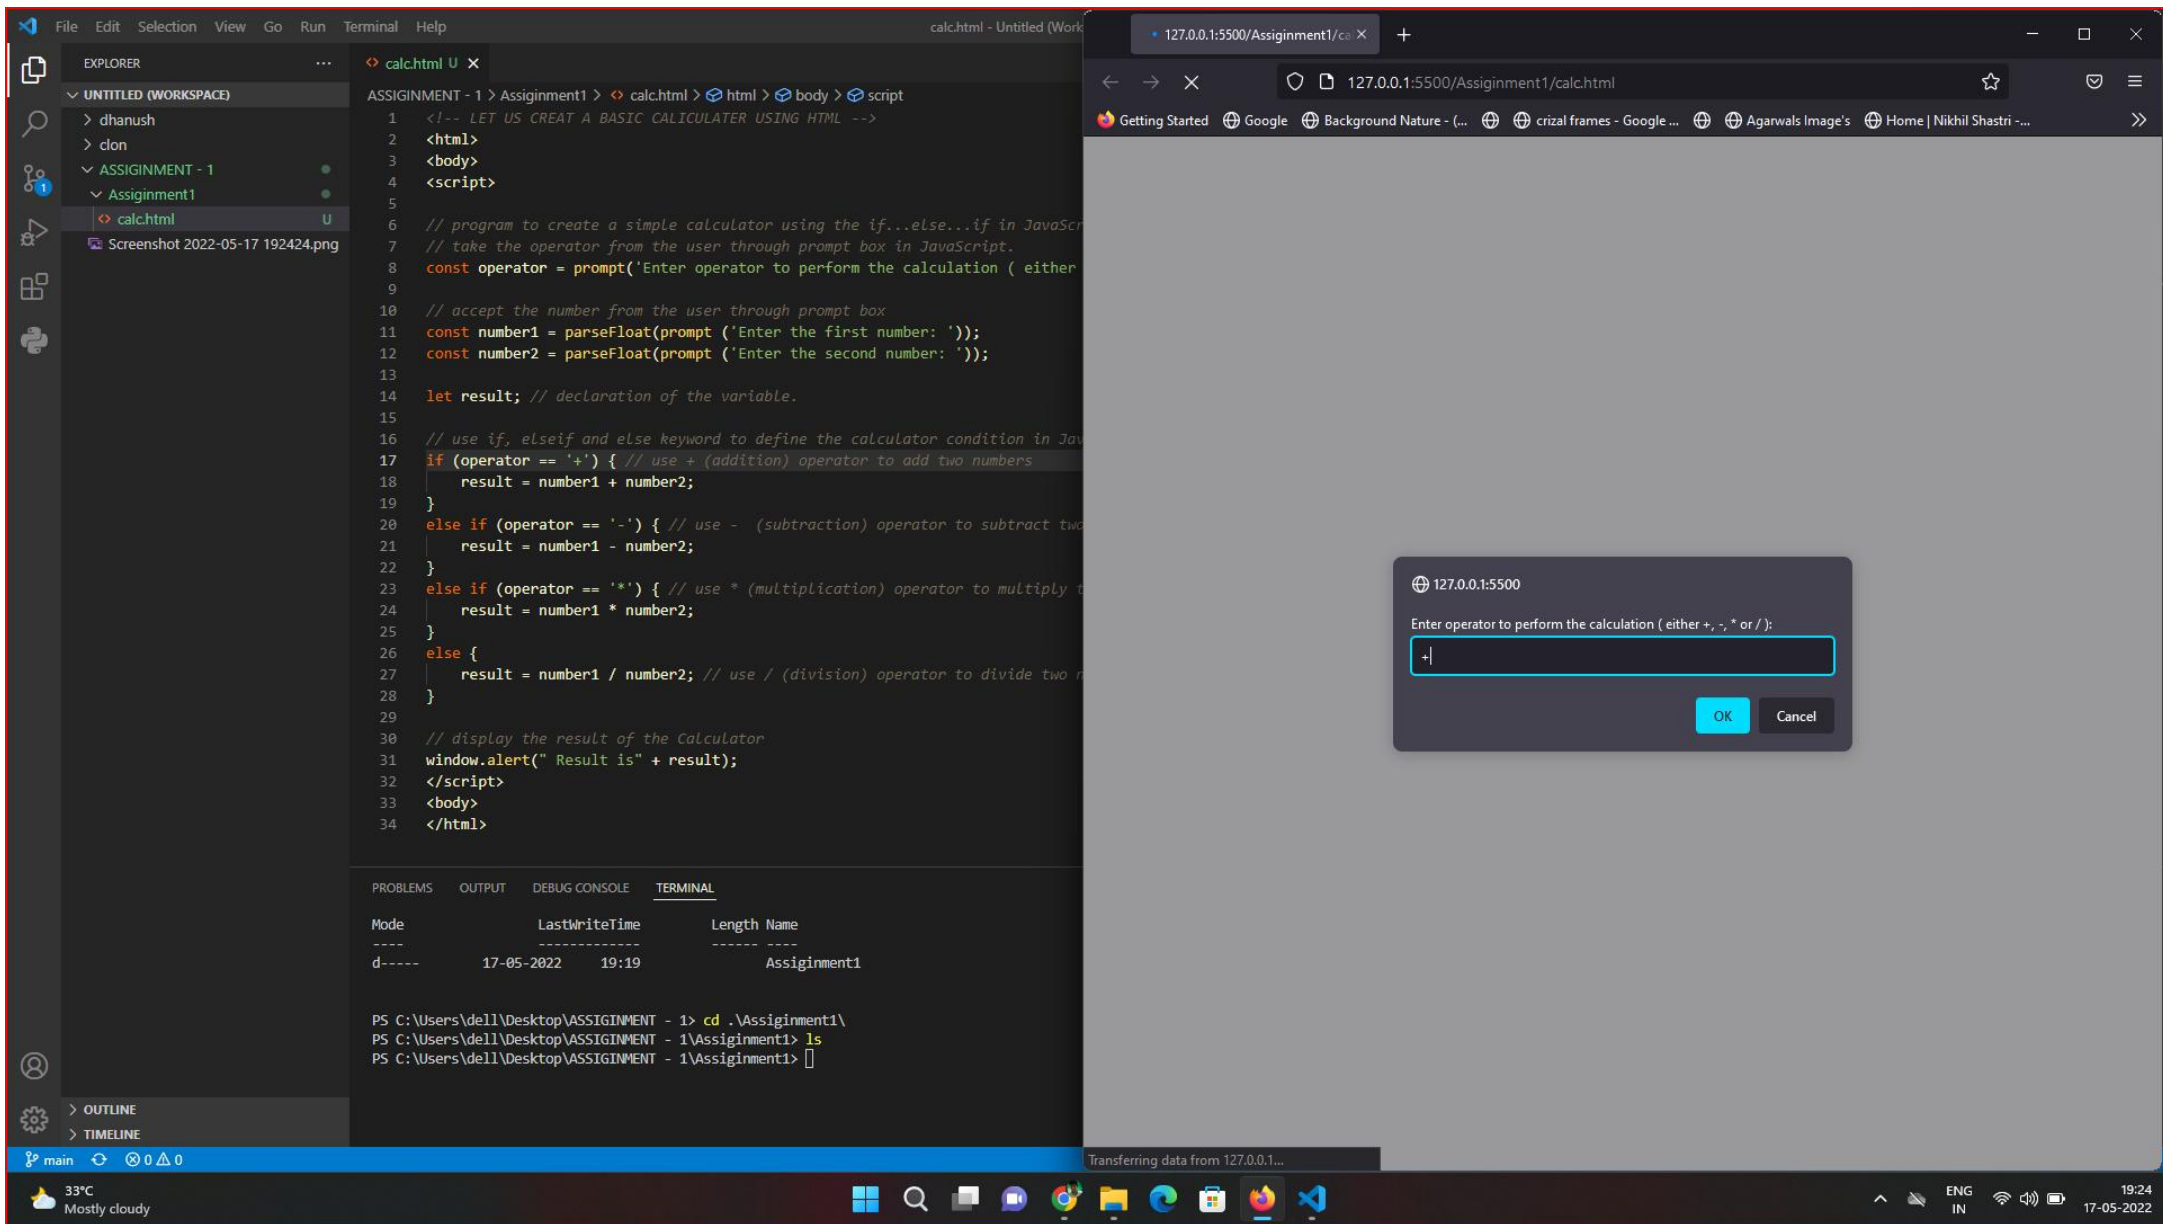 File Edit Selection View Go Run Terminal Help
calc.html - Untitled (Work
EXPLORER
UNTITLED (WORKSPACE)
dhanush
clon
ASSIGINMENT - 1
Assiginment1
calc.html U
Screenshot 2022-05-17 192424.png
OUTLINE
TIMELINE
calc.html U
ASSIGINMENT - 1 > Assiginment1 > calc.html > html > body > script
1 <!-- LET US CREAT A BASIC CALICULATER USING HTML -->
2 <html>
3 <body>
4 <script>
5
6 // program to create a simple calculator using the if...else...if in JavaScr
7 // take the operator from the user through prompt box in JavaScript.
8 const operator = prompt('Enter operator to perform the calculation ( either
9
10 // accept the number from the user through prompt box
11 const number1 = parseFloat(prompt ('Enter the first number: '));
12 const number2 = parseFloat(prompt ('Enter the second number: '));
13
14 let result; // declaration of the variable.
15
16 // use if, elseif and else keyword to define the calculator condition in Jav
17 if (operator == '+') { // use + (addition) operator to add two numbers
18 result = number1 + number2;
19 }
20 else if (operator == '-') { // use - (subtraction) operator to subtract two
21 result = number1 - number2;
22 }
23 else if (operator == '*') { // use * (multiplication) operator to multiply t
24 result = number1 * number2;
25 }
26 else {
27 result = number1 / number2; // use / (division) operator to divide two n
28 }
29
30 // display the result of the Calculator
31 window.alert(" Result is" + result);
32 </script>
33 <body>
34 </html>
PROBLEMS OUTPUT DEBUG CONSOLE TERMINAL
Mode LastWriteTime Length Name
---- ------------- ------ ----
d----- 17-05-2022 19:19 Assiginment1
PS C:\Users\dell\Desktop\ASSIGINMENT - 1> cd .\Assiginment1\
PS C:\Users\dell\Desktop\ASSIGINMENT - 1\Assiginment1> ls
PS C:\Users\dell\Desktop\ASSIGINMENT - 1\Assiginment1>
1
main 0 0
127.0.0.1:5500/Assiginment1/ca
127.0.0.1:5500/Assiginment1/calc.html
Getting Started Google Background Nature - (... crizal frames - Google ... Agarwals Image's Home | Nikhil Shastri -...
127.0.0.1:5500
Enter operator to perform the calculation ( either +, -, * or / ):
+
OK Cancel
Transferring data from 127.0.0.1...
33°C
Mostly cloudy
ENG
IN
19:24
17-05-2022